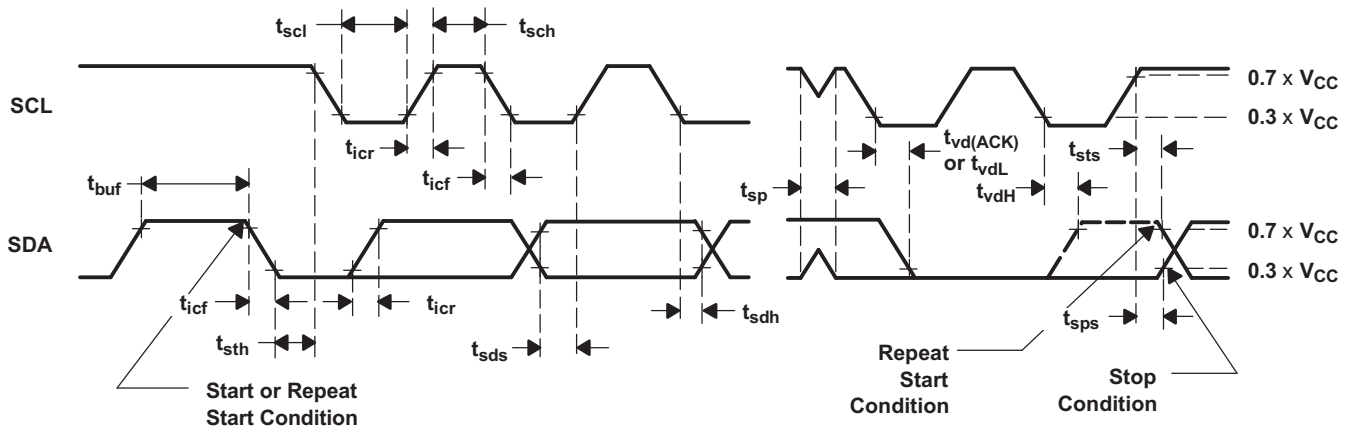 tscl
tsch
0.7 x VCC
SCL
0.3 x VCC
tvd(ACK)
or tvdL
tsts
ticr
ticf
tbuf
tsp
tvdH
SDA
0.7 x VCC
0.3 x VCC
ticf
ticr
tsdh
tsps
tsth
tsds
Repeat
Start
Condition
Stop
Condition
Start or Repeat
Start Condition